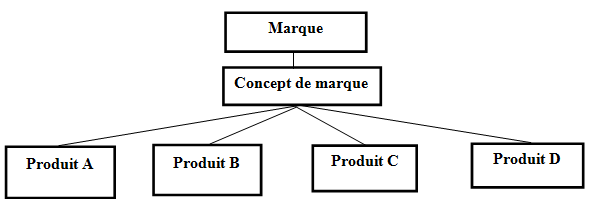 Marque
Concept de marque
Produit A
Produit B
Produit C
Produit D